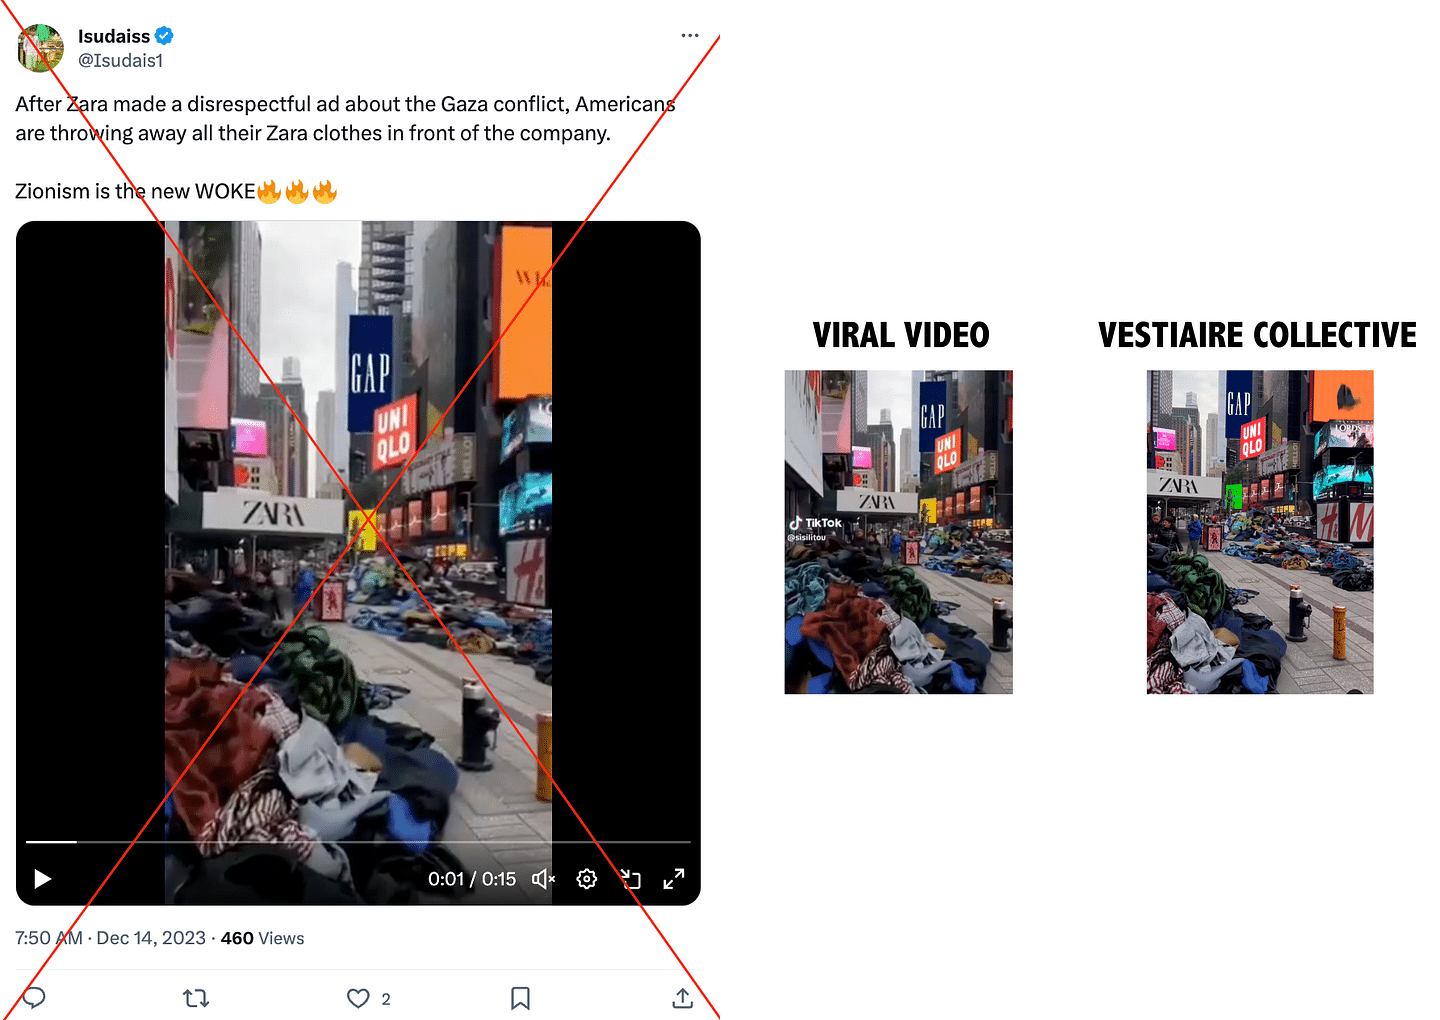 Isudaiss
@Isudais1
After Zara made a disrespectful ad about the Gaza conflict, Americans
are throwing away all their Zara clothes in front of the company.
Zionism is the new WOKE🔥🔥🔥
GAP
UNI
QLO
ZARA
0:01 / 0:15
7:50 AM · Dec 14, 2023 · 460 Views
2
VIRAL VIDEO
GAP
UNI
QLO
ZARA
TikTok
@sisilitou
VESTIAIRE COLLECTIVE
GAP
UNI
QLO
ZARA
H&M